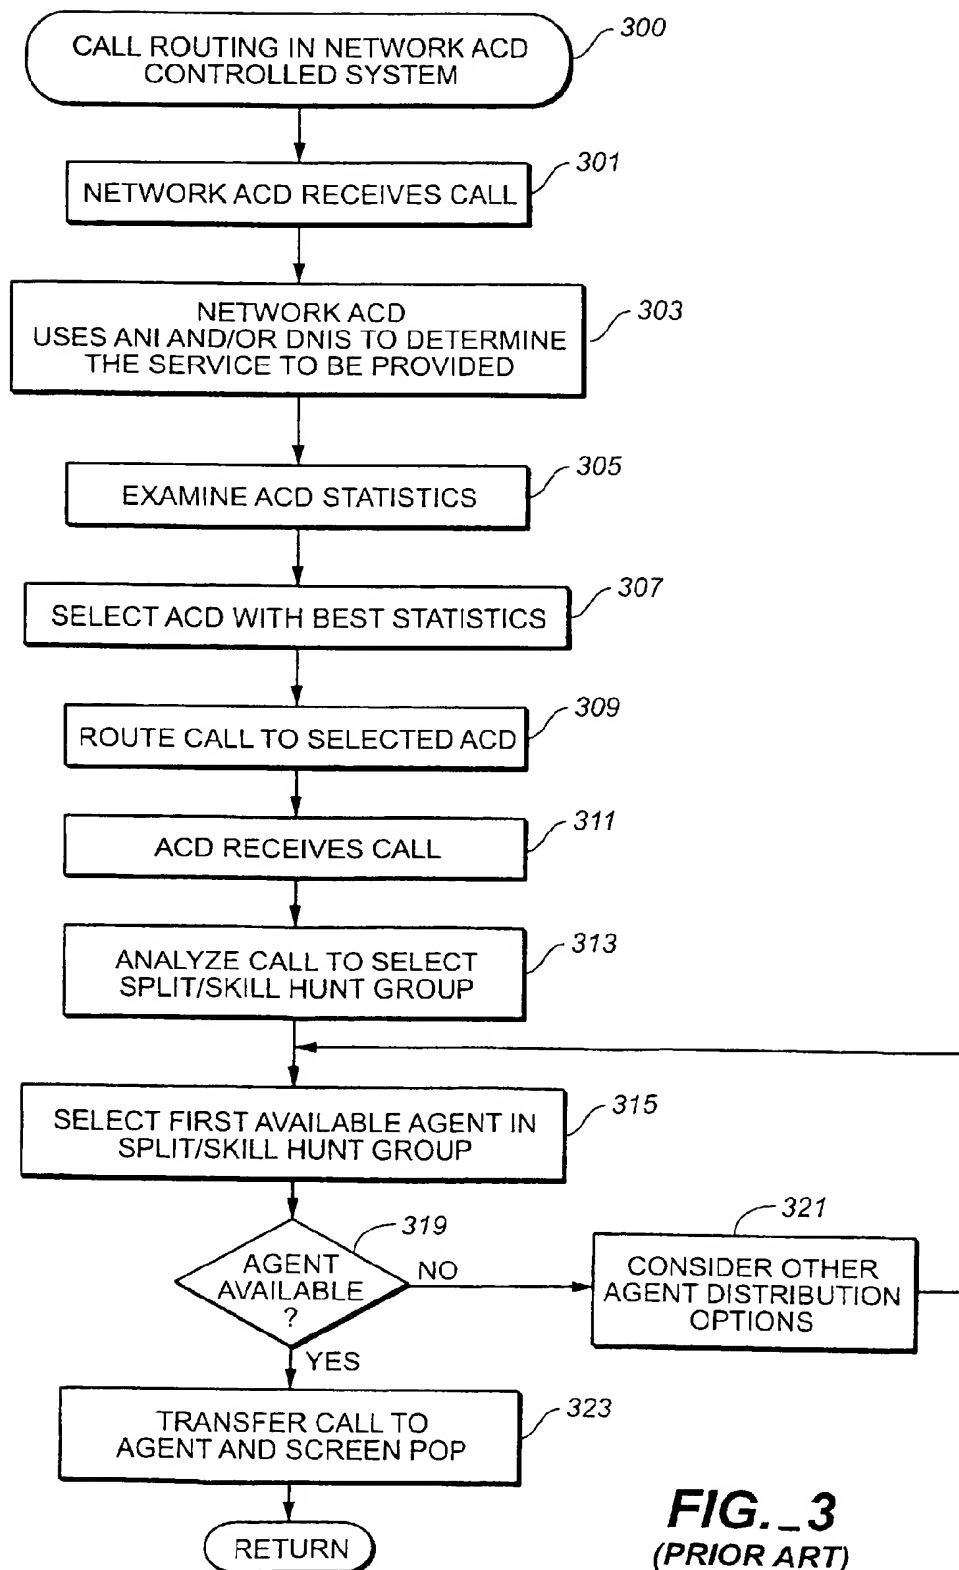 CALL ROUTING IN NETWORK ACD
CONTROLLED SYSTEM
300
NETWORK ACD RECEIVES CALL
301
NETWORK ACD
USES ANI AND/OR DNIS TO DETERMINE
THE SERVICE TO BE PROVIDED
303
EXAMINE ACD STATISTICS
305
SELECT ACD WITH BEST STATISTICS
307
ROUTE CALL TO SELECTED ACD
309
ACD RECEIVES CALL
311
ANALYZE CALL TO SELECT
SPLIT/SKILL HUNT GROUP
313
SELECT FIRST AVAILABLE AGENT IN
SPLIT/SKILL HUNT GROUP
315
AGENT
AVAILABLE
?
319
NO
CONSIDER OTHER
AGENT DISTRIBUTION
OPTIONS
321
YES
TRANSFER CALL TO
AGENT AND SCREEN POP
323
RETURN
FIG._3
(PRIOR ART)